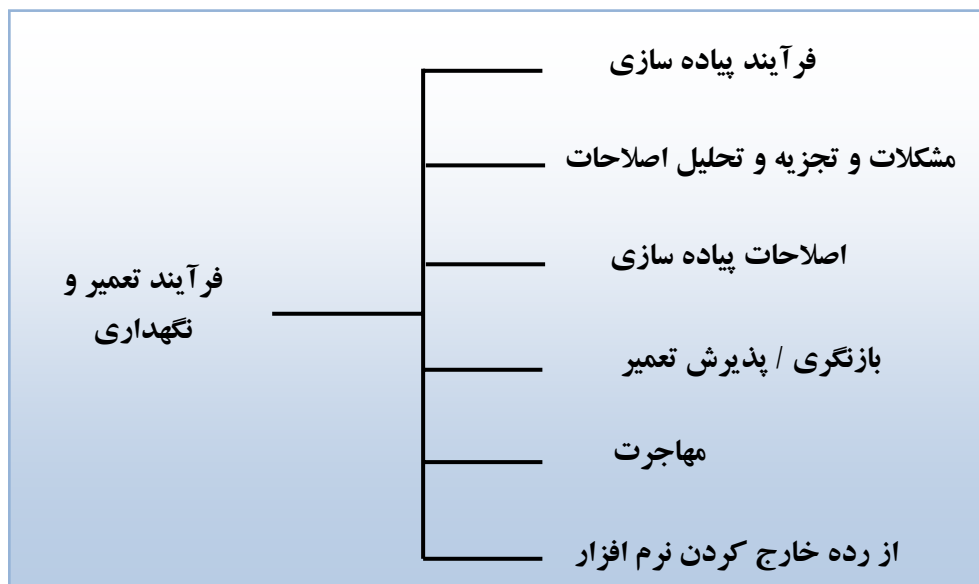 فرآیند پیاده سازی
مشکلات و تجزیه و تحلیل اصلاحات
اصلاحات پیاده سازی
فرآیند تعمیر و
نگهداری
بازنگری / پذیرش تعمیر
مهاجرت
از رده خارج کردن نرم افزار